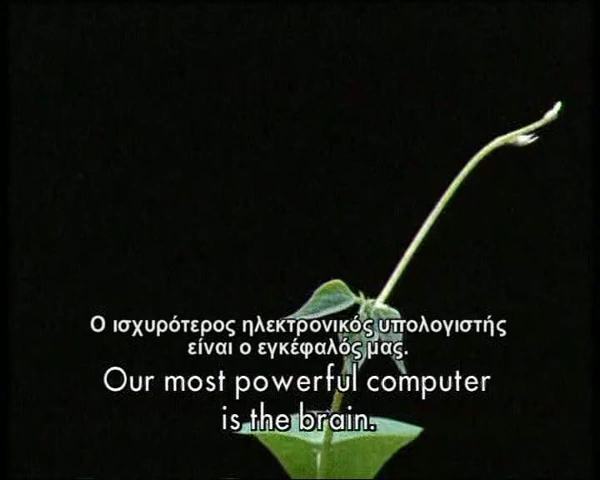 Ο ισχυρότερος ηλεκτρονικός υπολογιστής
είναι ο εγκέφαλός μας.
Our most powerful computer
is the brain.